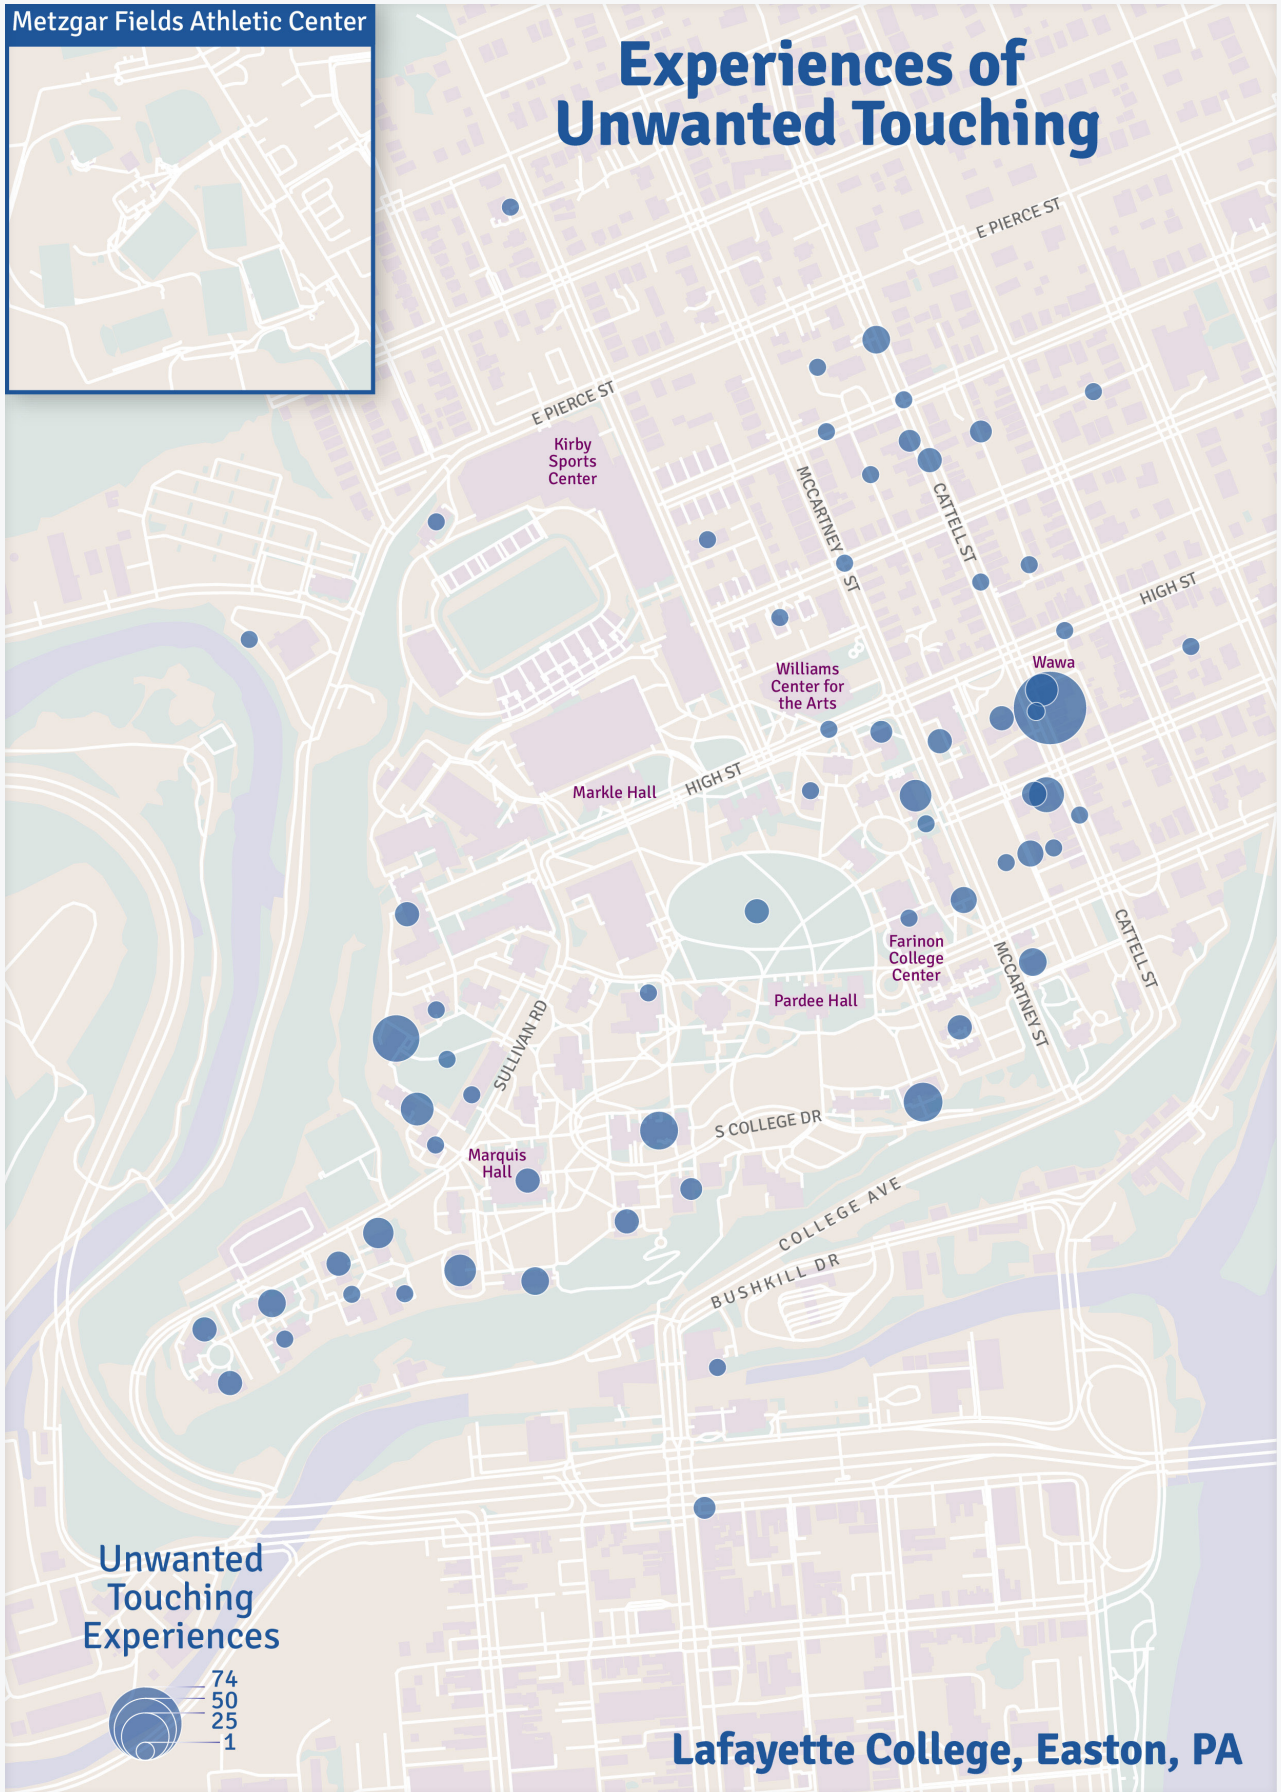 Metzgar Fields Athletic Center
Experiences of
Unwanted Touching
E PIERCE ST
E PIERCE ST
Kirby
Sports
Center
MCCARTNEY ST
CATTELL ST
HIGH ST
Williams
Center for
the Arts
Wawa
Markle Hall
HIGH ST
Farinon
College
Center
CATTELL ST
MCCARTNEY ST
Pardee Hall
SULLIVAN RD
S COLLEGE DR
Marquis
Hall
COLLEGE AVE
BUSHKILL DR
Unwanted
Touching
Experiences
74
50
25
1
Lafayette College, Easton, PA